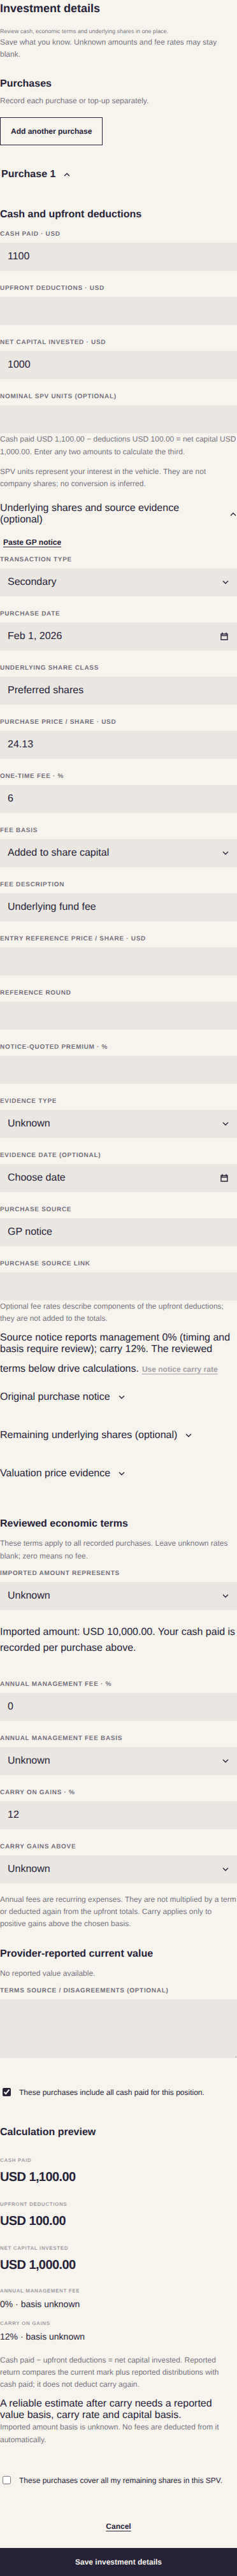 Investment details
Review cash, economic terms and underlying shares in one place.
Save what you know. Unknown amounts and fee rates may stay
blank.
Purchases
Record each purchase or top-up separately.
Add another purchase
Purchase 1
Cash and upfront deductions
CASH PAID · USD
1100
UPFRONT DEDUCTIONS · USD
NET CAPITAL INVESTED · USD
1000
NOMINAL SPV UNITS (OPTIONAL)
Cash paid USD 1,100.00 − deductions USD 100.00 = net capital USD
1,000.00. Enter any two amounts to calculate the third.
SPV units represent your interest in the vehicle. They are not
company shares; no conversion is inferred.
Underlying shares and source evidence
(optional)
Paste GP notice
TRANSACTION TYPE
Secondary
PURCHASE DATE
Feb 1, 2026
UNDERLYING SHARE CLASS
Preferred shares
PURCHASE PRICE / SHARE · USD
24.13
ONE-TIME FEE · %
6
FEE BASIS
Added to share capital
FEE DESCRIPTION
Underlying fund fee
ENTRY REFERENCE PRICE / SHARE · USD
REFERENCE ROUND
NOTICE-QUOTED PREMIUM · %
EVIDENCE TYPE
Unknown
EVIDENCE DATE (OPTIONAL)
Choose date
PURCHASE SOURCE
GP notice
PURCHASE SOURCE LINK
Optional fee rates describe components of the upfront deductions;
they are not added to the totals.
Source notice reports management 0% (timing and
basis require review); carry 12%. The reviewed
terms below drive calculations. Use notice carry rate
Original purchase notice
Remaining underlying shares (optional)
Valuation price evidence
Reviewed economic terms
These terms apply to all recorded purchases. Leave unknown rates
blank; zero means no fee.
IMPORTED AMOUNT REPRESENTS
Unknown
Imported amount: USD 10,000.00. Your cash paid is
recorded per purchase above.
ANNUAL MANAGEMENT FEE · %
0
ANNUAL MANAGEMENT FEE BASIS
Unknown
CARRY ON GAINS · %
12
CARRY GAINS ABOVE
Unknown
Annual fees are recurring expenses. They are not multiplied by a term
or deducted again from the upfront totals. Carry applies only to
positive gains above the chosen basis.
Provider-reported current value
No reported value available.
TERMS SOURCE / DISAGREEMENTS (OPTIONAL)
These purchases include all cash paid for this position.
Calculation preview
CASH PAID
USD 1,100.00
UPFRONT DEDUCTIONS
USD 100.00
NET CAPITAL INVESTED
USD 1,000.00
ANNUAL MANAGEMENT FEE
0% · basis unknown
CARRY ON GAINS
12% · basis unknown
Cash paid − upfront deductions = net capital invested. Reported
return compares the current mark plus reported distributions with
cash paid; it does not deduct carry again.
A reliable estimate after carry needs a reported
value basis, carry rate and capital basis.
Imported amount basis is unknown. No fees are deducted from it
automatically.
These purchases cover all my remaining shares in this SPV.
Cancel
Save investment details